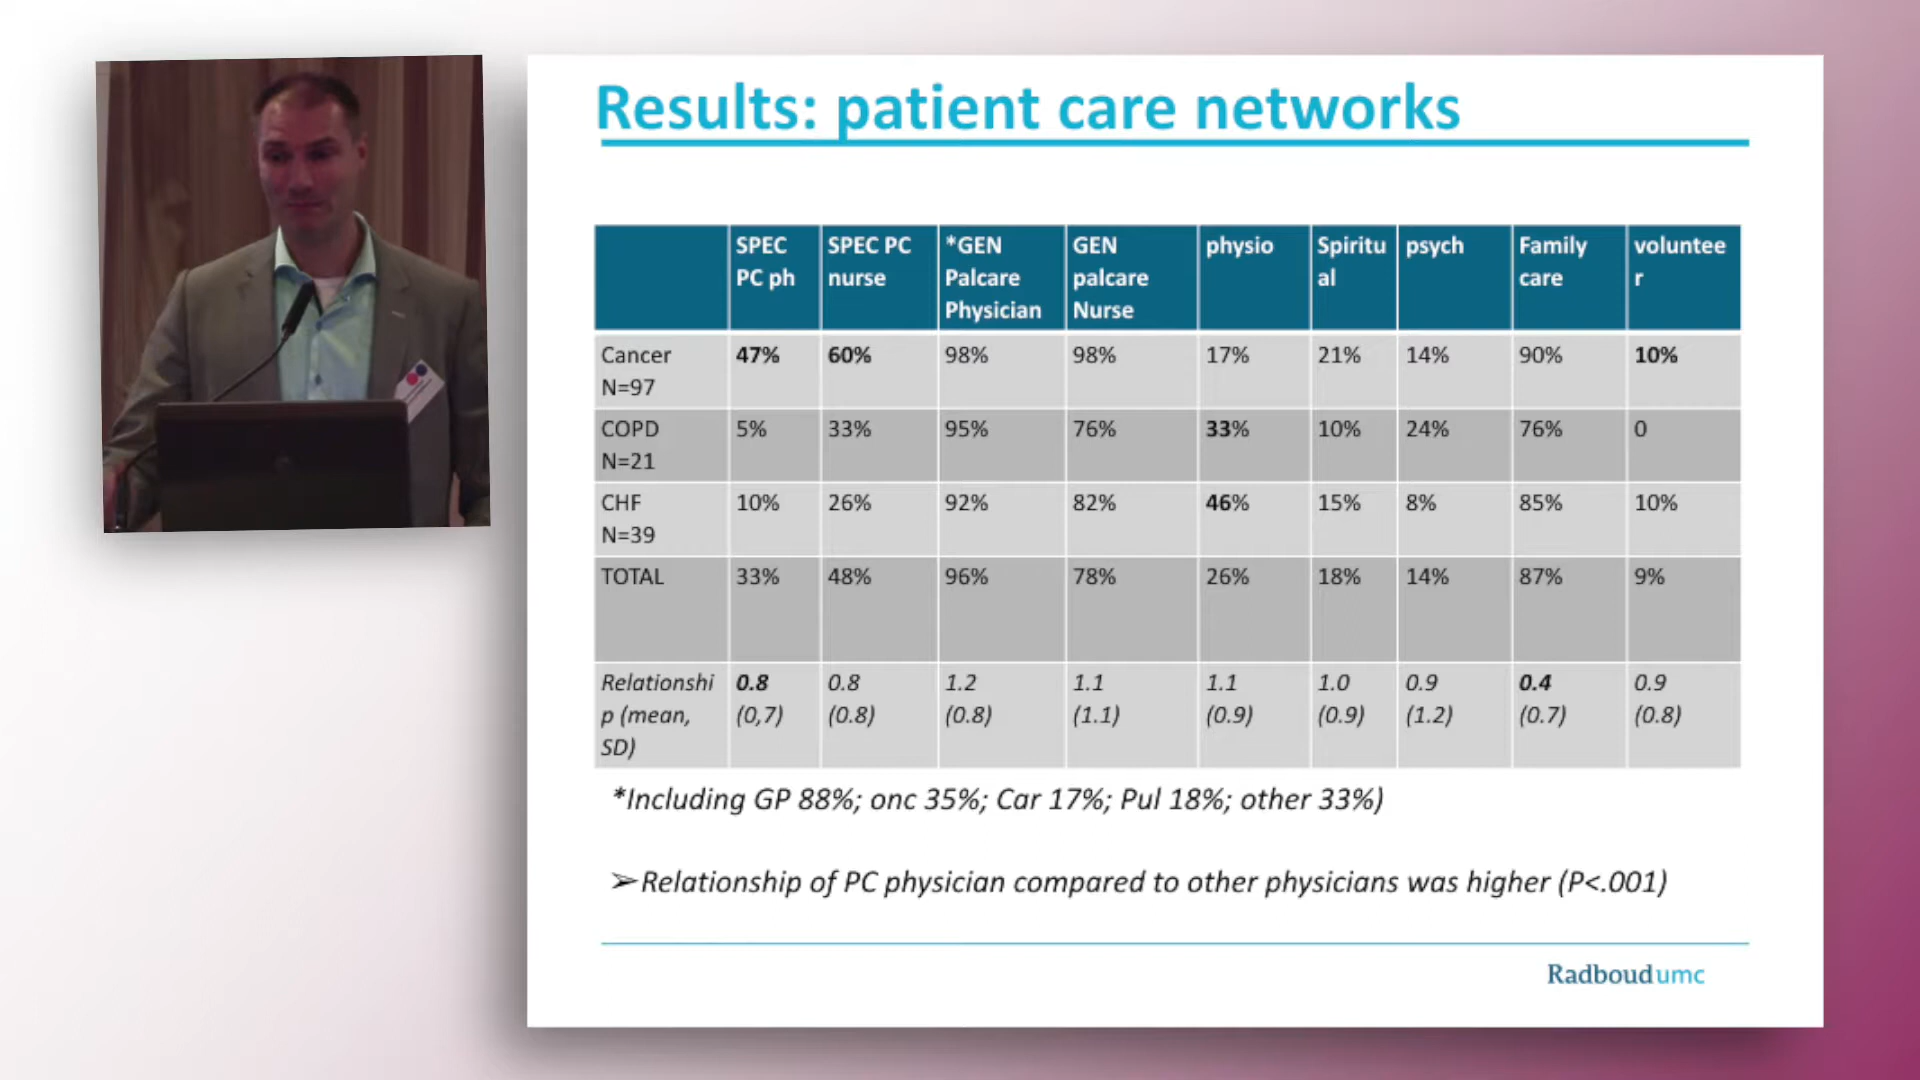 Results: patient care networks
SPEC PC ph	SPEC PC nurse	*GEN Palcare Physician	GEN palcare Nurse	physio	Spiritu al	psych	Family care	voluntee r
Cancer N=97	47%	60%	98%	98%	17%	21%	14%	90%	10%
COPD N=21	5%	33%	95%	76%	33%	10%	24%	76%	0
CHF N=39	10%	26%	92%	82%	46%	15%	8%	85%	10%
TOTAL	33%	48%	96%	78%	26%	18%	14%	87%	9%
Relationshi p (mean, SD)	0.8 (0,7)	0.8 (0.8)	1.2 (0.8)	1.1 (1.1)	1.1 (0.9)	1.0 (0.9)	0.9 (1.2)	0.4 (0.7)	0.9 (0.8)
*Including GP 88%; onc 35%; Car 17%; Pul 18%; other 33%)
➢Relationship of PC physician compared to other physicians was higher (P<.001)
Radboudumc